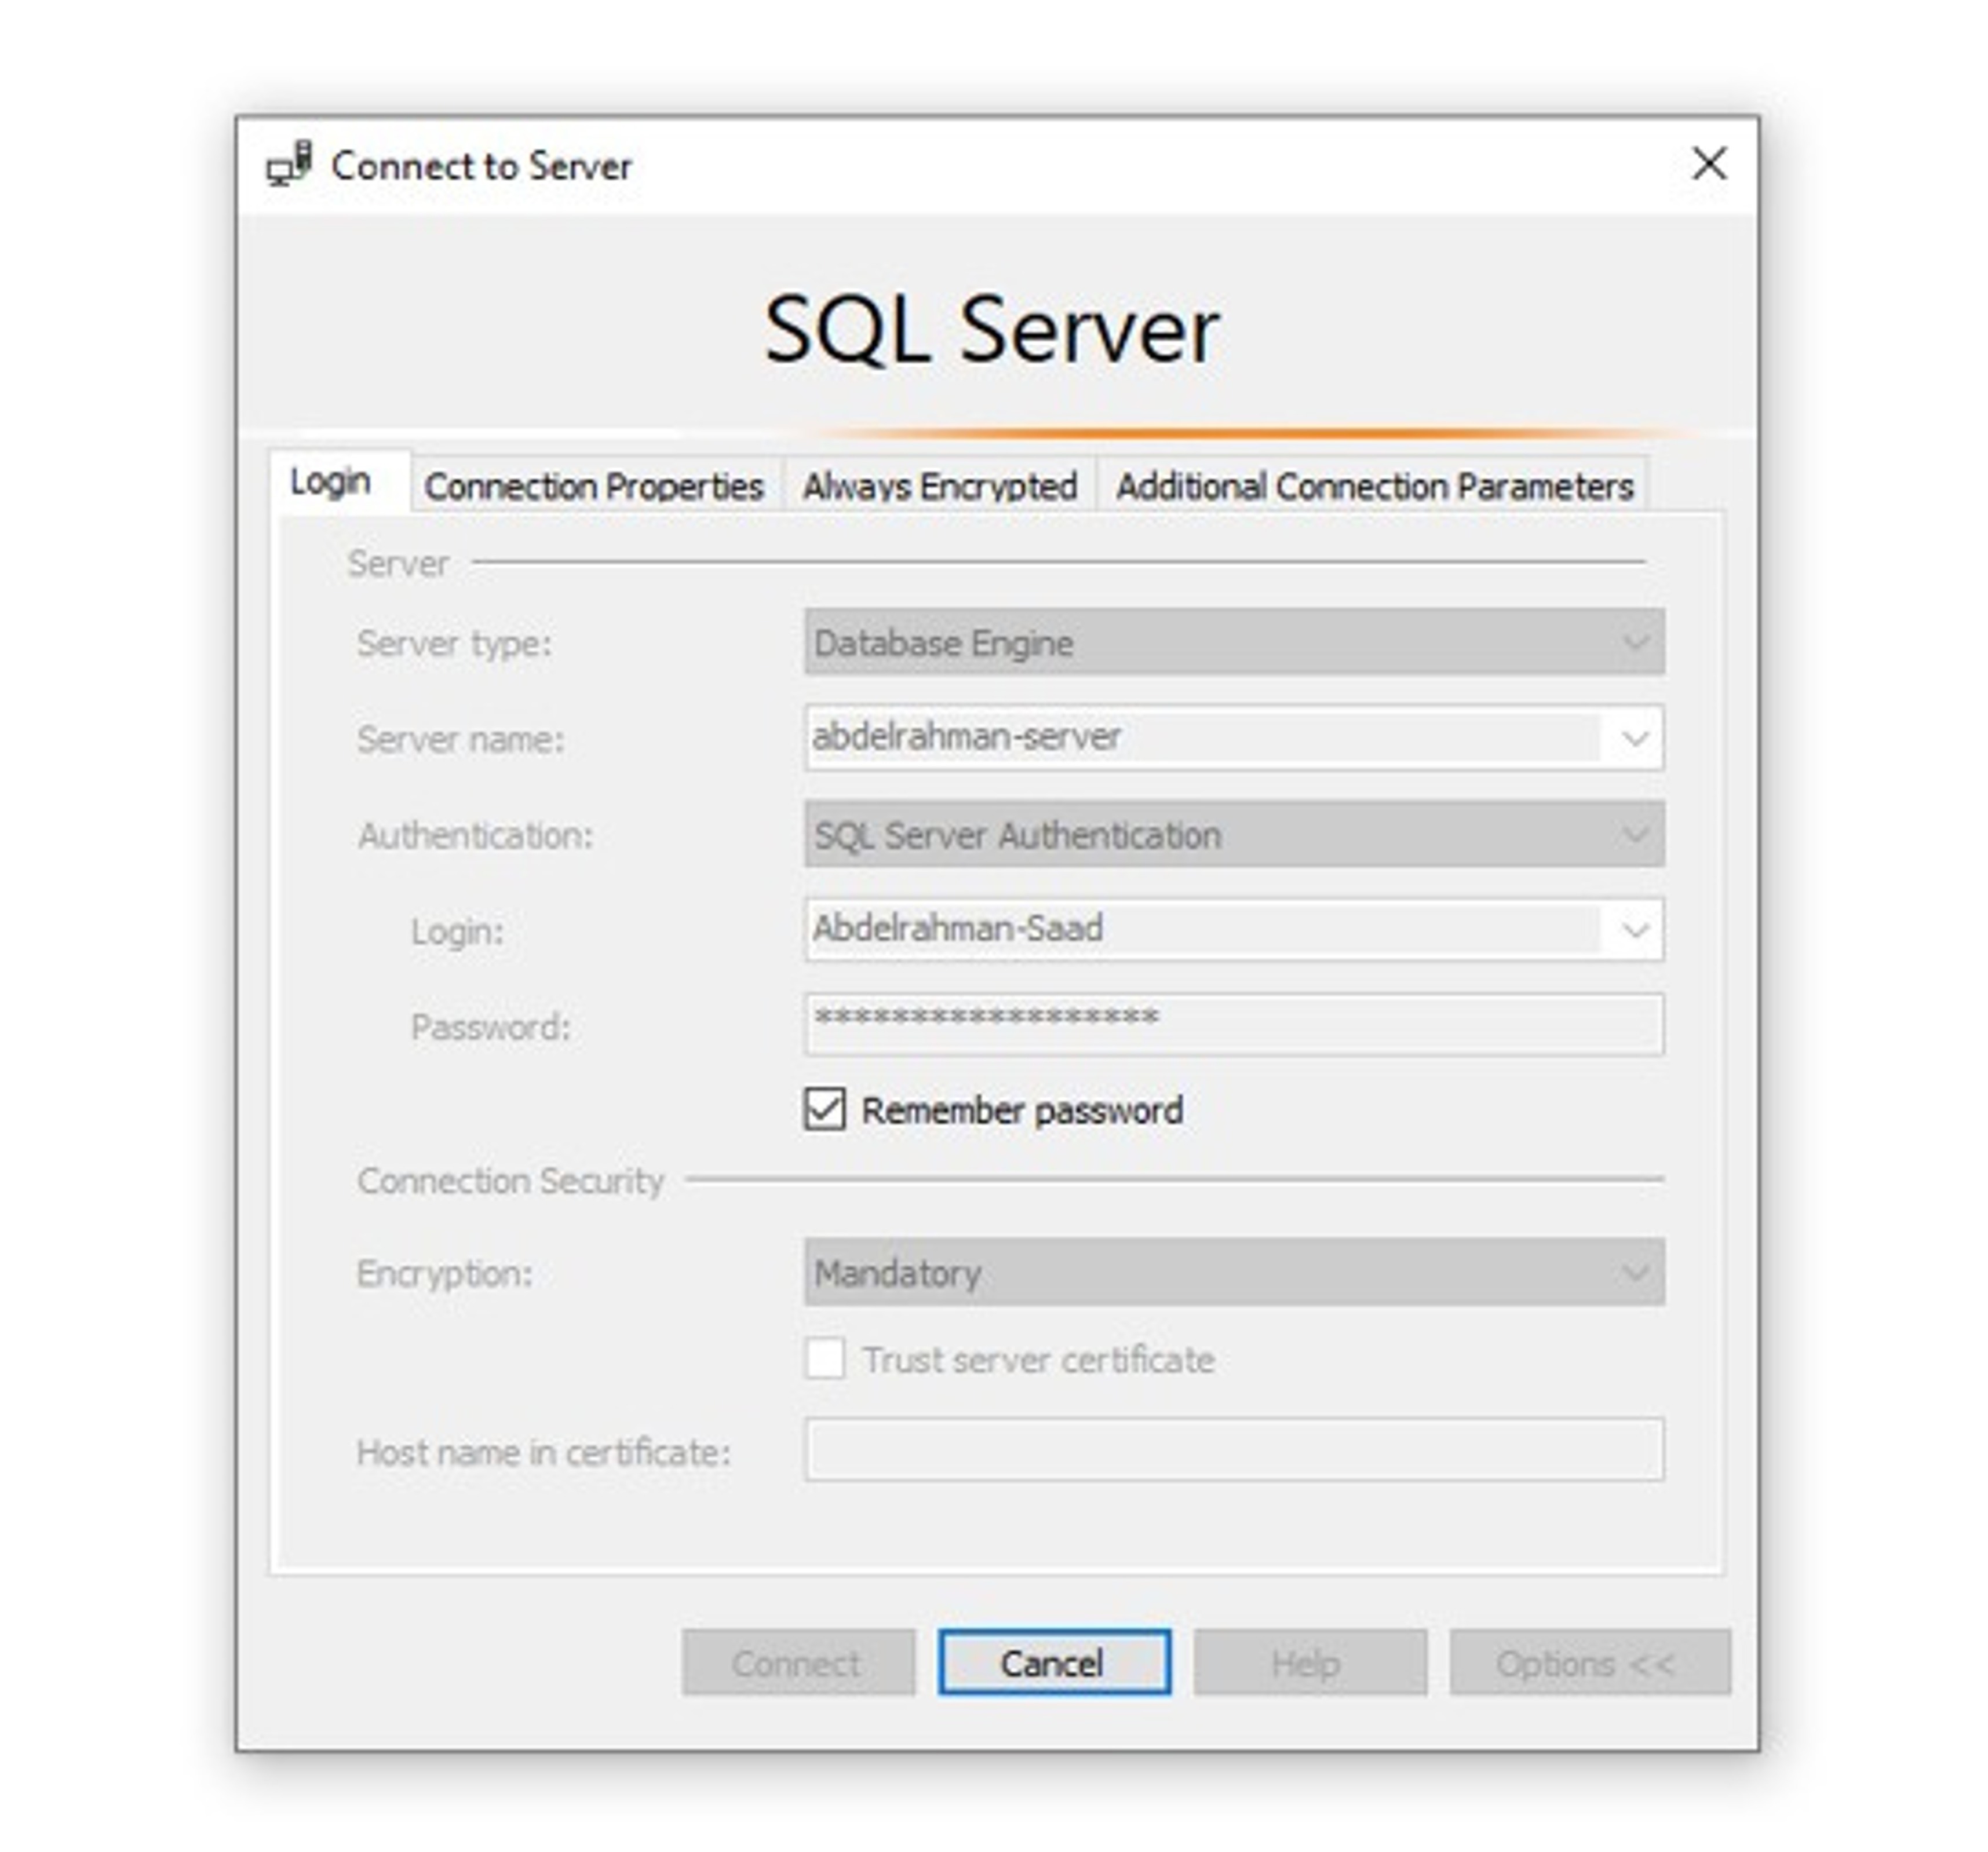 Connect to Server
SQL Server
Login Connection Properties Always Encrypted Additional Connection Parameters
Server
Server type: Database Engine
Server name: abdelrahman-server
Authentication: SQL Server Authentication
Login: Abdelrahman-Saad
Password: ******************
Remember password
Connection Security
Encryption: Mandatory
Trust server certificate
Host name in certificate:
Connect Cancel Help Options <<